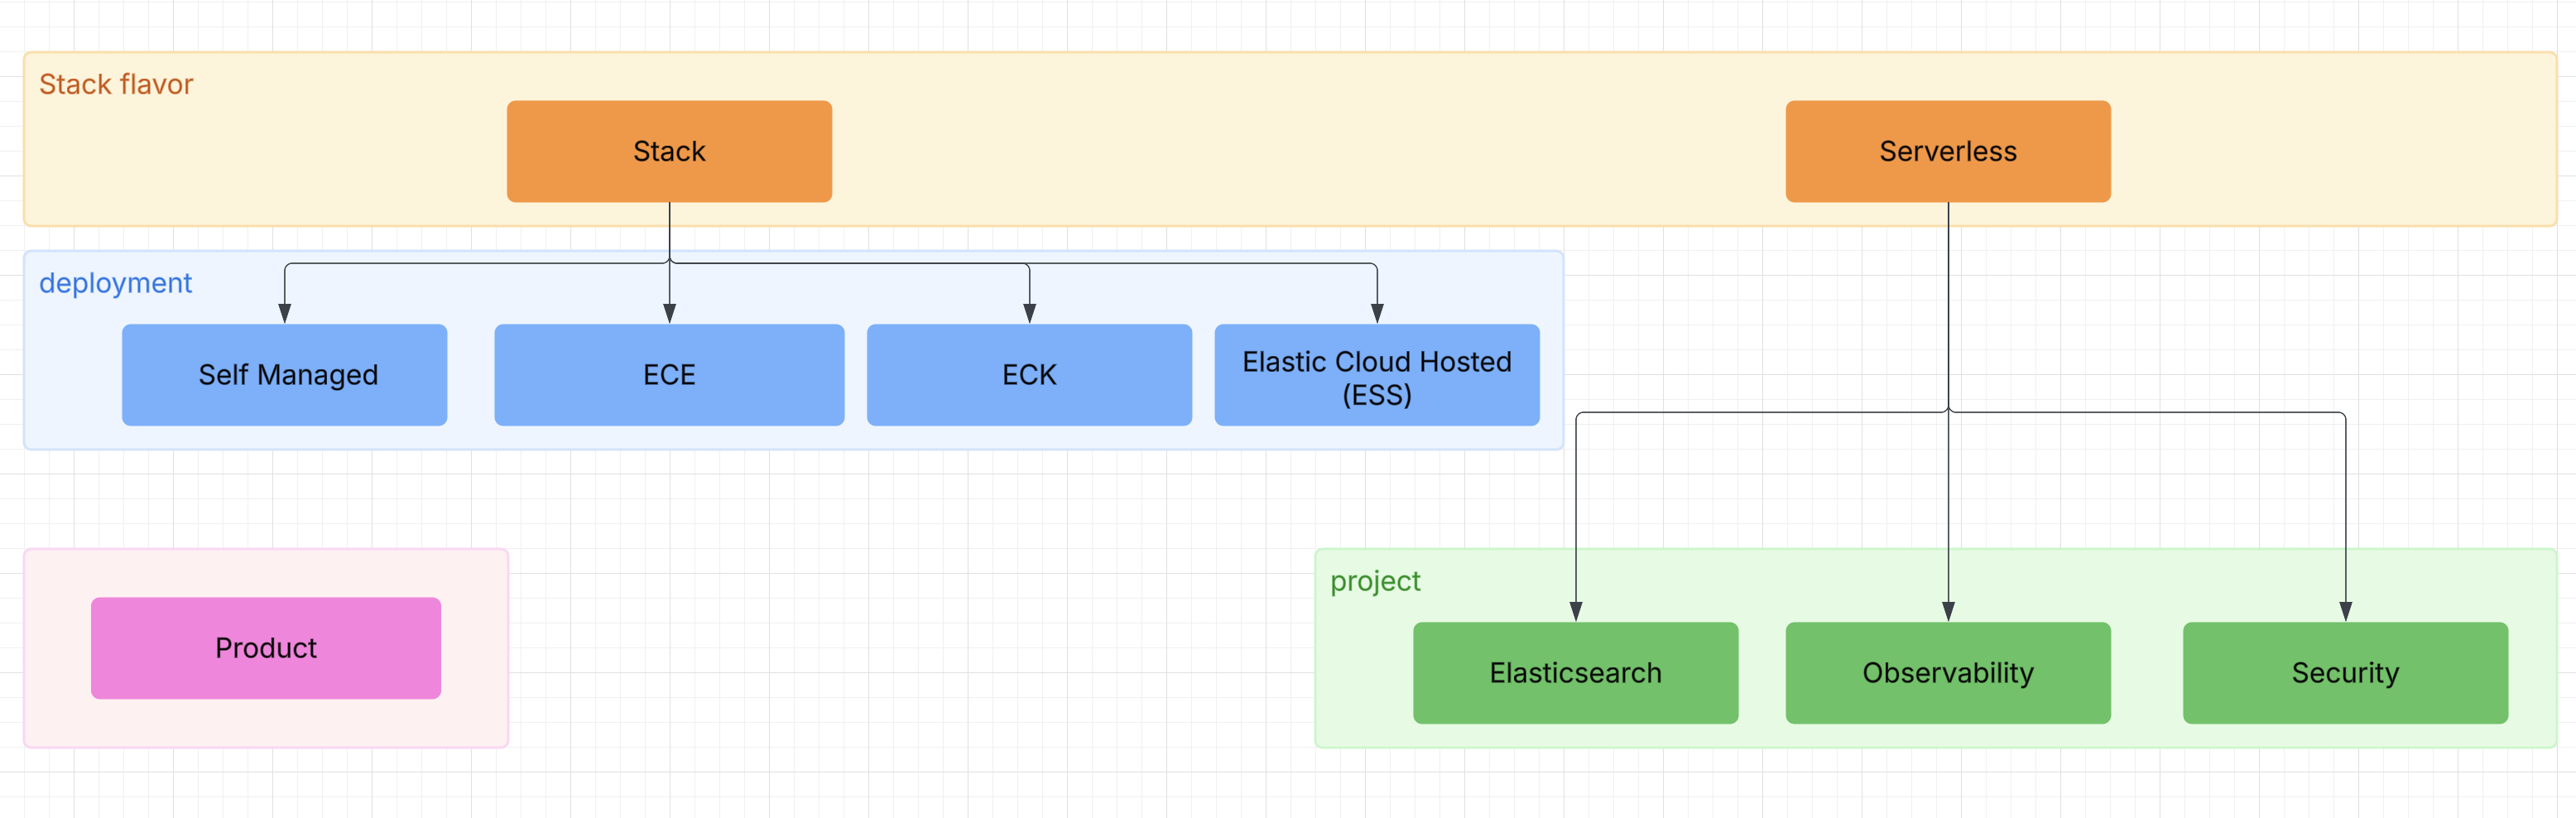 Stack flavor
Stack
Serverless
deployment
Self Managed
ECE
ECK
Elastic Cloud Hosted
(ESS)
Product
project
Elasticsearch
Observability
Security